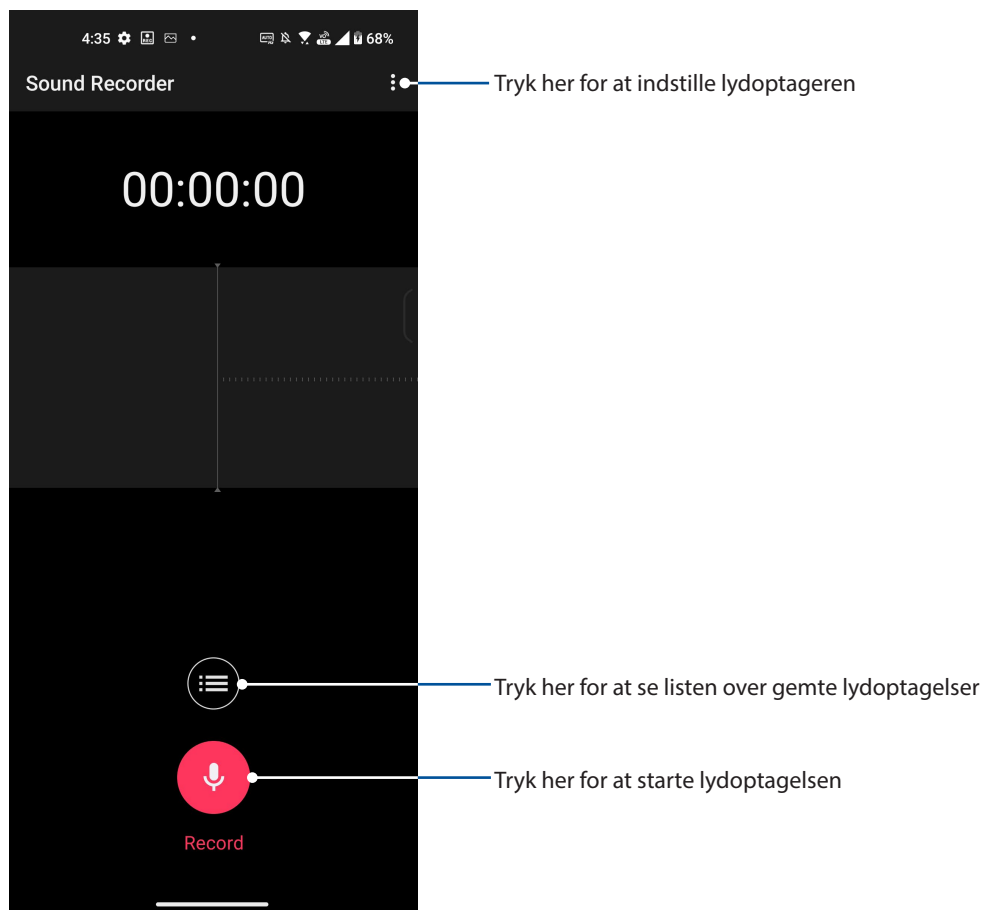 4:35 68%
Sound Recorder
Tryk her for at indstille lydoptageren
00:00:00
Tryk her for at se listen over gemte lydoptagelser
Tryk her for at starte lydoptagelsen
Record